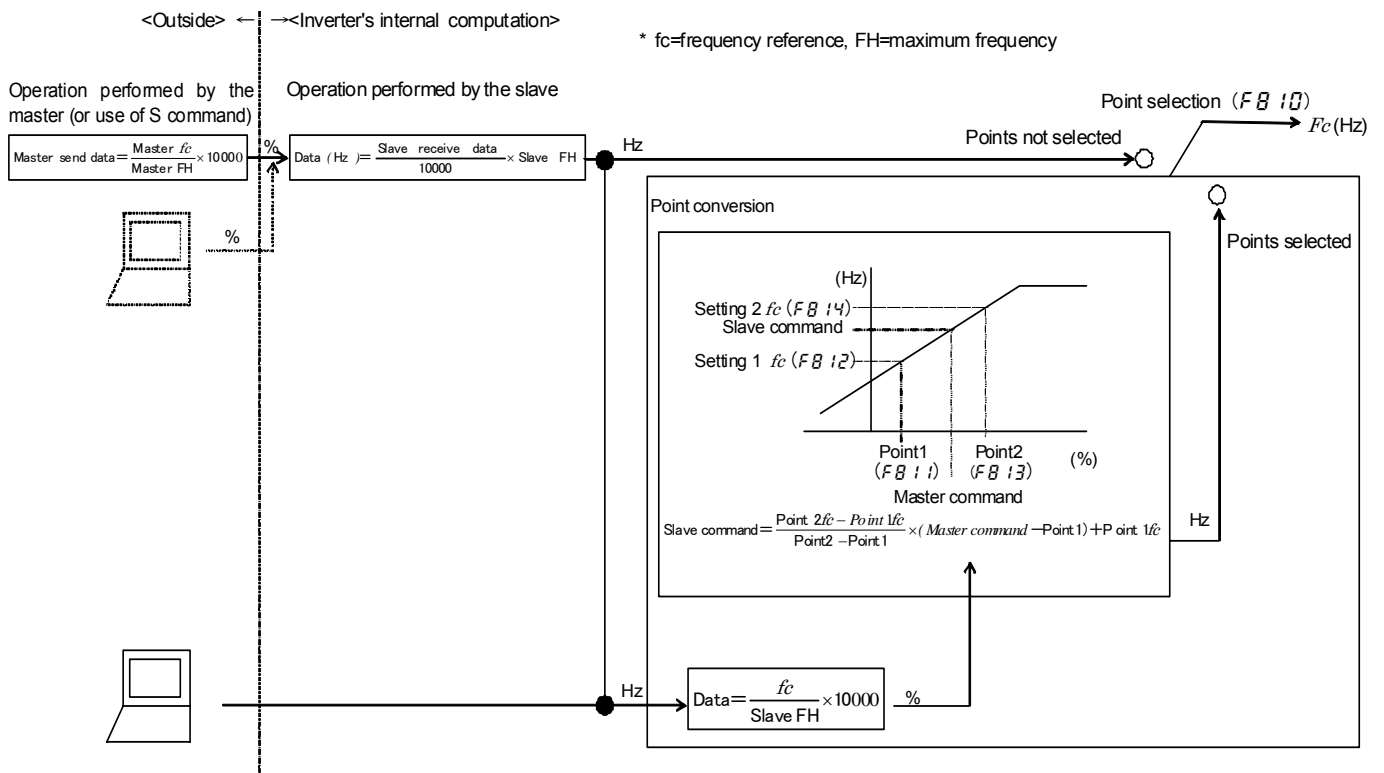 <Outside> ← →<Inverter's internal computation>
* fc=frequency reference, FH=maximum frequency
Operation performed by the
master (or use of S command)
Operation performed by the slave
Point selection (F810)
Fc (Hz)
Points not selected
Master send data=Master fc/Master FH×10000
%
Data (Hz)=Slave receive data/10000× Slave FH
Hz
%
Point conversion
Points selected
(Hz)
Setting 2 fc (F814)
Slave command
Setting 1 fc (F812)
Point1
(F811)
Point2
(F813)
(%)
Master command
Slave command=Point 2fc – Point 1fc/Point2 –Point1×(Master command –Point1)+Point 1fc
Hz
Hz
Data=fc/Slave FH×10000
%